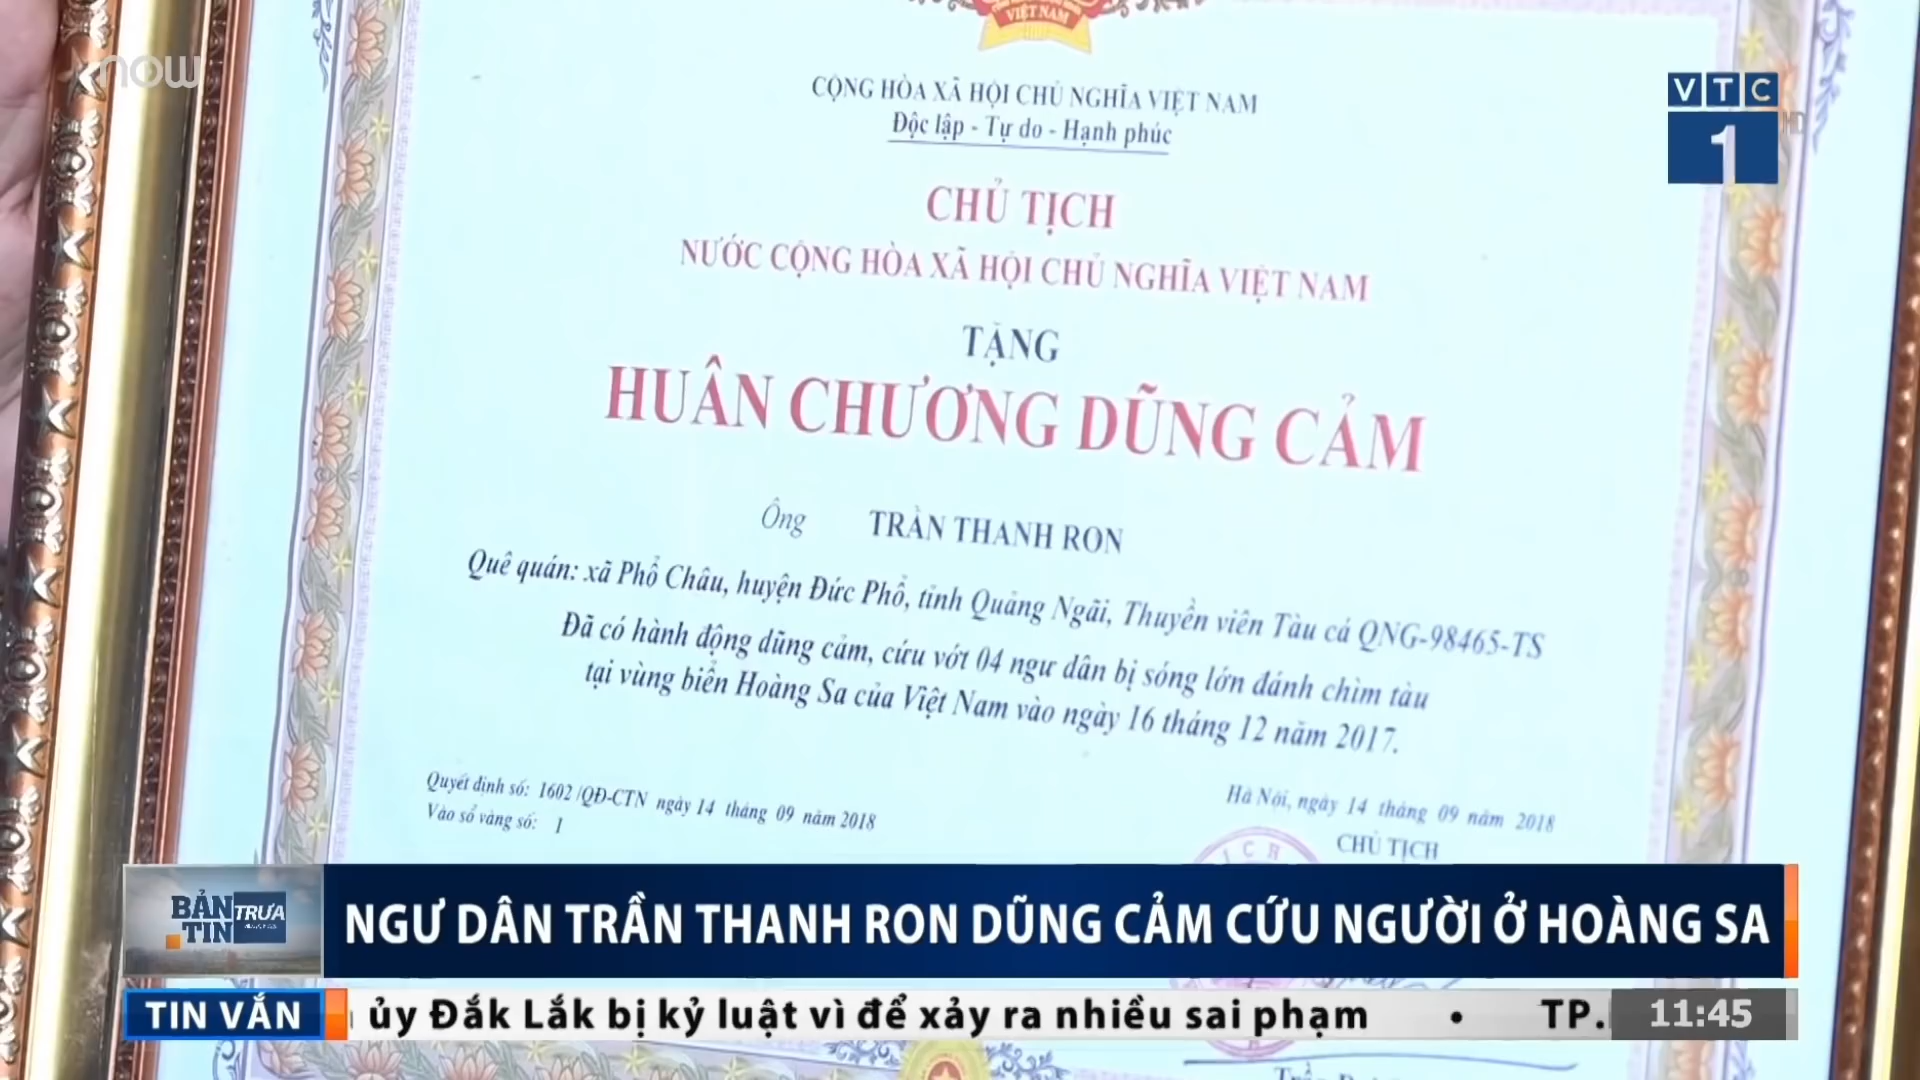 VIỆT NAM
now
VTC
1
HD
CỘNG HÒA XÃ HỘI CHỦ NGHĨA VIỆT NAM
Độc lập - Tự do - Hạnh phúc
CHỦ TỊCH
NƯỚC CỘNG HÒA XÃ HỘI CHỦ NGHĨA VIỆT NAM
TẶNG
HUÂN CHƯƠNG DŨNG CẢM
Ông TRẦN THANH RON
Quê quán: xã Phổ Châu, huyện Đức Phổ, tỉnh Quảng Ngãi, Thuyền viên Tàu cá QNG-98465-TS
Đã có hành động dũng cảm, cứu vớt 04 ngư dân bị sóng lớn đánh chìm tàu
tại vùng biển Hoàng Sa của Việt Nam vào ngày 16 tháng 12 năm 2017.
Quyết định số: 1602 /QĐ-CTN ngày 14 tháng 09 năm 2018
Vào sổ vàng số: 1
Hà Nội, ngày 14 tháng 09 năm 2018
CHỦ TỊCH
BẢN TIN TRƯA
NGƯ DÂN TRẦN THANH RON DŨNG CẢM CỨU NGƯỜI Ở HOÀNG SA
TIN VẮN
ủy Đắk Lắk bị kỷ luật vì để xảy ra nhiều sai phạm • TP.
11:45